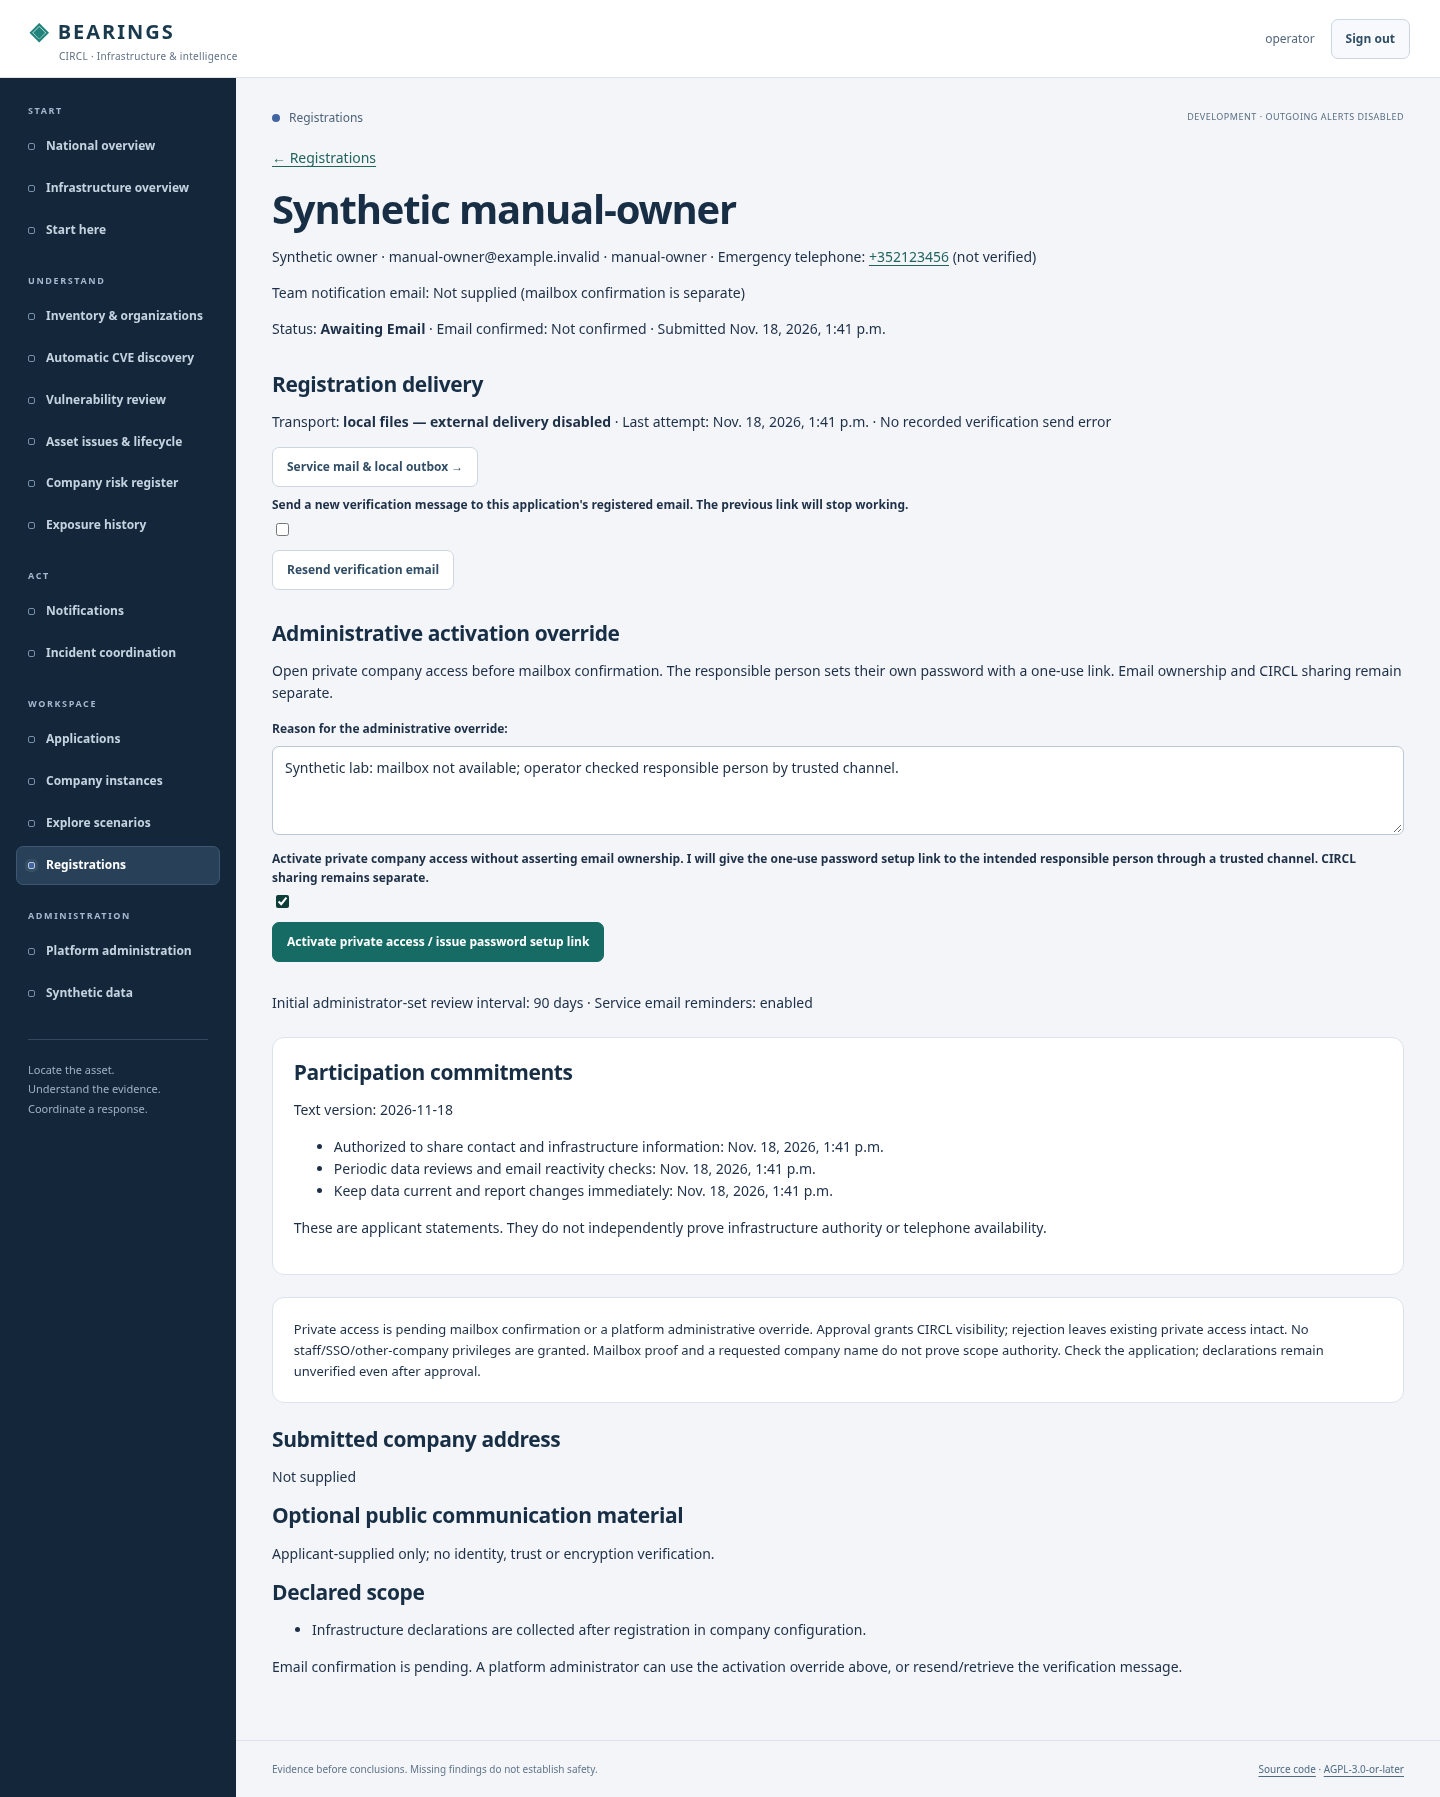 BEARINGS
CIRCL · Infrastructure & intelligence
operator
Sign out
START
National overview
Infrastructure overview
Start here
UNDERSTAND
Inventory & organizations
Automatic CVE discovery
Vulnerability review
Asset issues & lifecycle
Company risk register
Exposure history
ACT
Notifications
Incident coordination
WORKSPACE
Applications
Company instances
Explore scenarios
Registrations
ADMINISTRATION
Platform administration
Synthetic data
Locate the asset.
Understand the evidence.
Coordinate a response.
Registrations
DEVELOPMENT · OUTGOING ALERTS DISABLED
← Registrations
Synthetic manual-owner
Synthetic owner · manual-owner@example.invalid · manual-owner · Emergency telephone: +352123456 (not verified)
Team notification email: Not supplied (mailbox confirmation is separate)
Status: Awaiting Email · Email confirmed: Not confirmed · Submitted Nov. 18, 2026, 1:41 p.m.
Registration delivery
Transport: local files — external delivery disabled · Last attempt: Nov. 18, 2026, 1:41 p.m. · No recorded verification send error
Service mail & local outbox →
Send a new verification message to this application's registered email. The previous link will stop working.
Resend verification email
Administrative activation override
Open private company access before mailbox confirmation. The responsible person sets their own password with a one-use link. Email ownership and CIRCL sharing remain
separate.
Reason for the administrative override:
Synthetic lab: mailbox not available; operator checked responsible person by trusted channel.
Activate private company access without asserting email ownership. I will give the one-use password setup link to the intended responsible person through a trusted channel. CIRCL
sharing remains separate.
Activate private access / issue password setup link
Initial administrator-set review interval: 90 days · Service email reminders: enabled
Participation commitments
Text version: 2026-11-18
• Authorized to share contact and infrastructure information: Nov. 18, 2026, 1:41 p.m.
• Periodic data reviews and email reactivity checks: Nov. 18, 2026, 1:41 p.m.
• Keep data current and report changes immediately: Nov. 18, 2026, 1:41 p.m.
These are applicant statements. They do not independently prove infrastructure authority or telephone availability.
Private access is pending mailbox confirmation or a platform administrative override. Approval grants CIRCL visibility; rejection leaves existing private access intact. No
staff/SSO/other-company privileges are granted. Mailbox proof and a requested company name do not prove scope authority. Check the application; declarations remain
unverified even after approval.
Submitted company address
Not supplied
Optional public communication material
Applicant-supplied only; no identity, trust or encryption verification.
Declared scope
• Infrastructure declarations are collected after registration in company configuration.
Email confirmation is pending. A platform administrator can use the activation override above, or resend/retrieve the verification message.
Evidence before conclusions. Missing findings do not establish safety.
Source code · AGPL-3.0-or-later